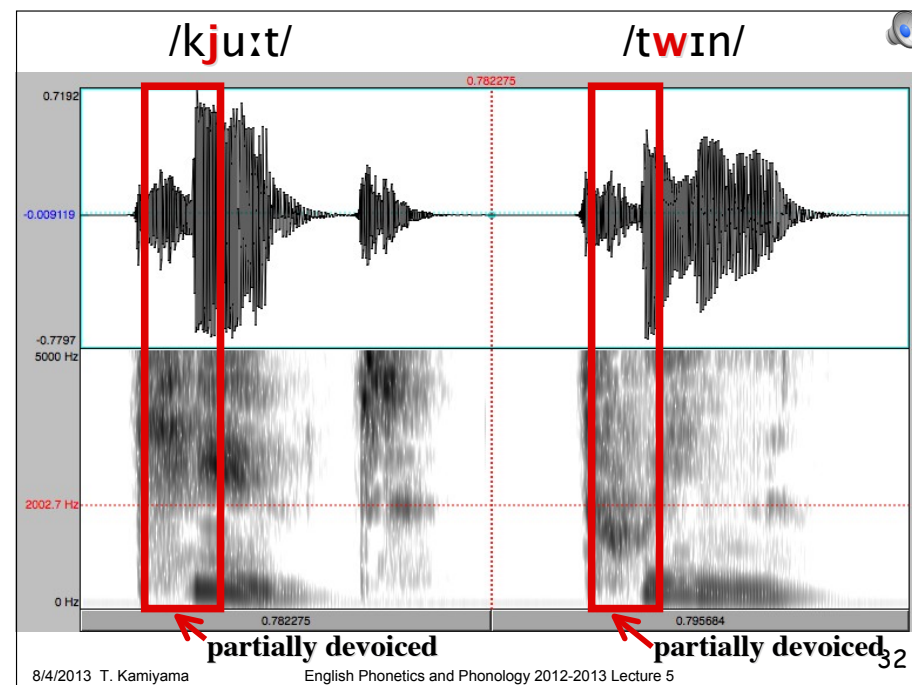 /kjuːt/ /twɪn/
0.782275
0.7192
-0.009119
-0.7797
5000 Hz
2002.7 Hz
0 Hz
0.782275 0.795684
partially devoiced partially devoiced
8/4/2013 T. Kamiyama English Phonetics and Phonology 2012-2013 Lecture 5 32